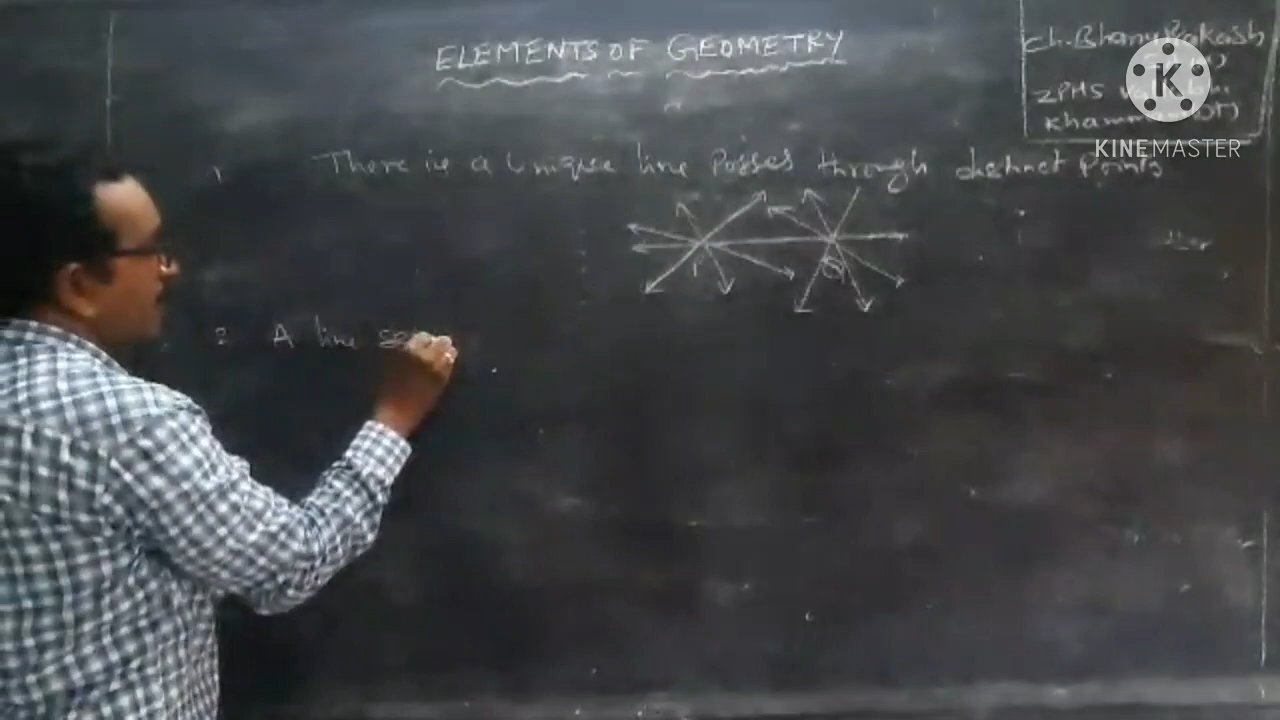 ELEMENTS OF GEOMETRY
Ch. Bhanu Prakash
ZPHS
Khammam
K
KINEMASTER
1 There is a Unique line Passes through distinct Points
P
Q
2 A line